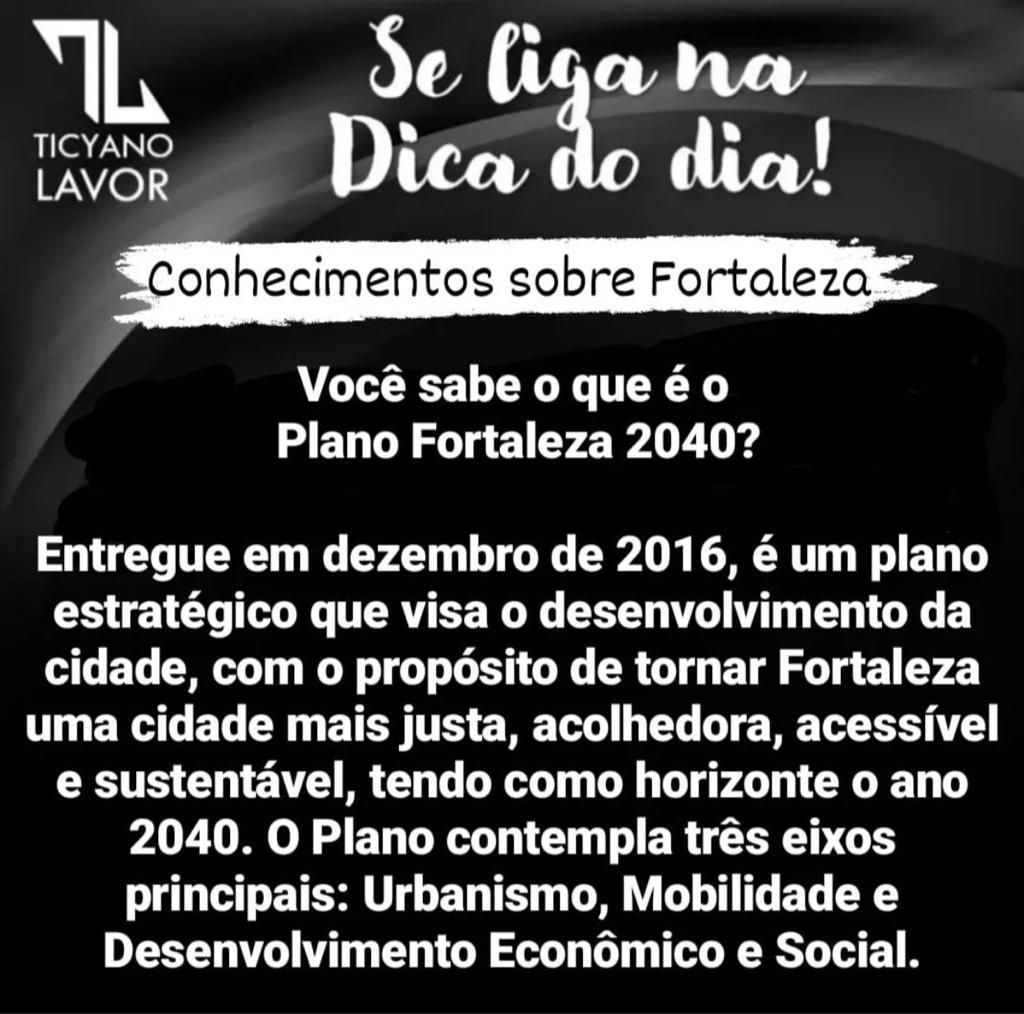 TICYANO
LAVOR
Se liga na
Dica do dia!
Conhecimentos sobre Fortaleza
Você sabe o que é o
Plano Fortaleza 2040?
Entregue em dezembro de 2016, é um plano
estratégico que visa o desenvolvimento da
cidade, com o propósito de tornar Fortaleza
uma cidade mais justa, acolhedora, acessível
e sustentável, tendo como horizonte o ano
2040. O Plano contempla três eixos
principais: Urbanismo, Mobilidade e
Desenvolvimento Econômico e Social.